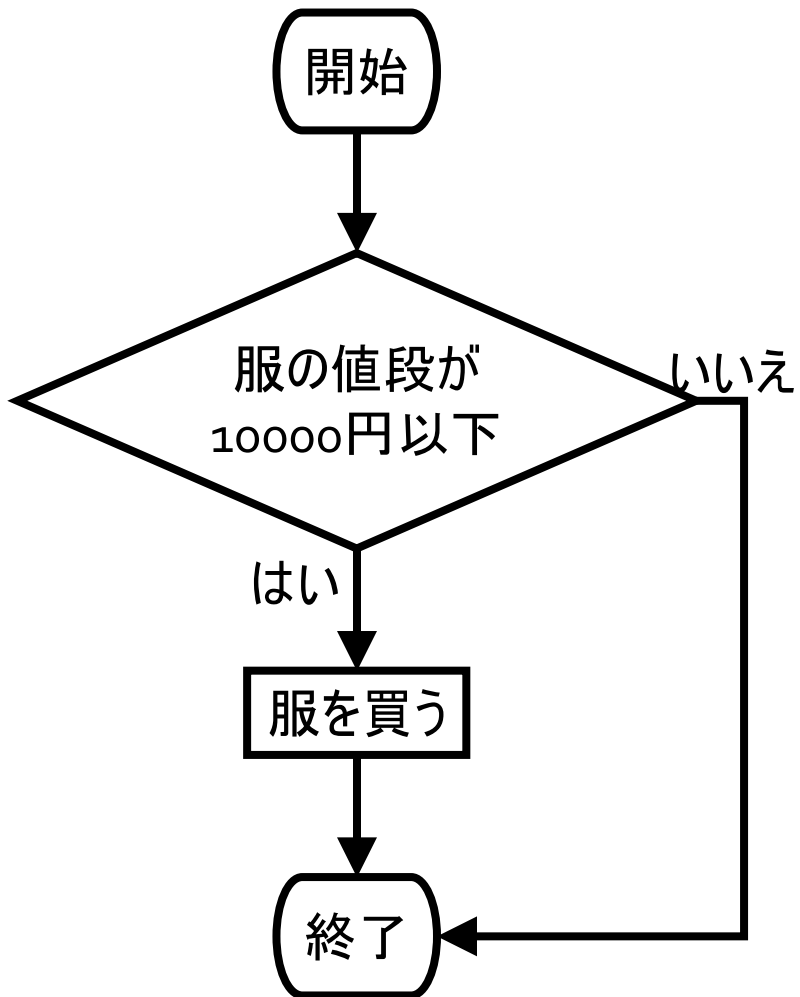 開始
服の値段が
10000円以下
いいえ
はい
服を買う
終了